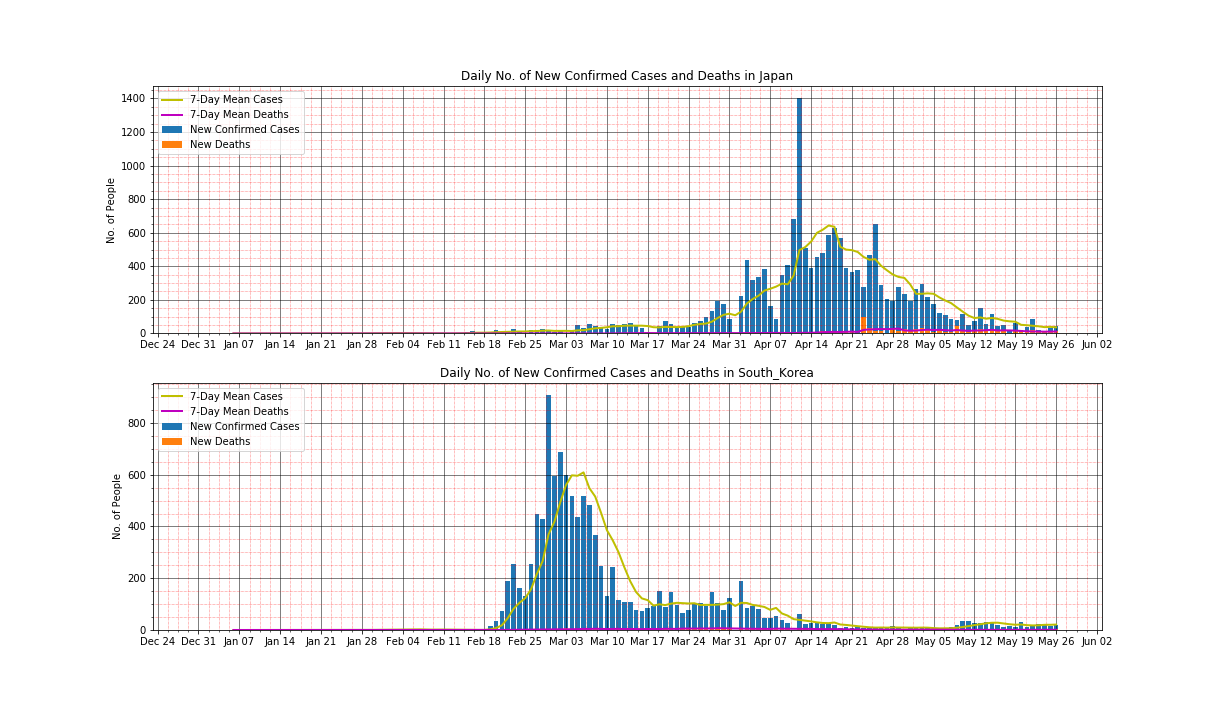 Daily No. of New Confirmed Cases and Deaths in Japan
7-Day Mean Cases
7-Day Mean Deaths
New Confirmed Cases
New Deaths
No. of People
1400
1200
1000
800
600
400
200
0
Dec 24 Dec 31 Jan 07 Jan 14 Jan 21 Jan 28 Feb 04 Feb 11 Feb 18 Feb 25 Mar 03 Mar 10 Mar 17 Mar 24 Mar 31 Apr 07 Apr 14 Apr 21 Apr 28 May 05 May 12 May 19 May 26 Jun 02
Daily No. of New Confirmed Cases and Deaths in South_Korea
7-Day Mean Cases
7-Day Mean Deaths
New Confirmed Cases
New Deaths
No. of People
800
600
400
200
0
Dec 24 Dec 31 Jan 07 Jan 14 Jan 21 Jan 28 Feb 04 Feb 11 Feb 18 Feb 25 Mar 03 Mar 10 Mar 17 Mar 24 Mar 31 Apr 07 Apr 14 Apr 21 Apr 28 May 05 May 12 May 19 May 26 Jun 02